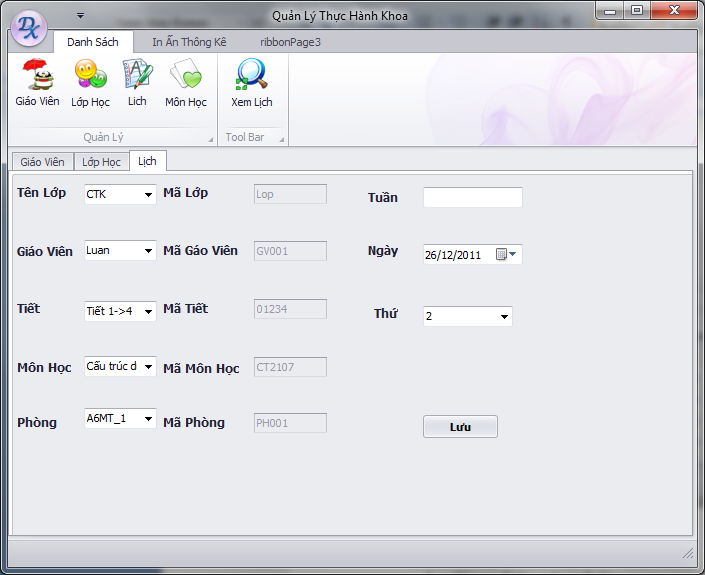 Quản Lý Thực Hành Khoa
Danh Sách In Ấn Thông Kê ribbonPage3
Giáo Viên Lớp Học Lich Môn Học Xem Lịch
Quản Lý Tool Bar
Giáo Viên Lớp Học Lịch
Tên Lớp CTK Mã Lớp Lop Tuần
Giáo Viên Luan Mã Gáo Viên GV001 Ngày 26/12/2011
Tiết Tiết 1->4 Mã Tiết 01234 Thứ 2
Môn Học Cấu trúc d Mã Môn Học CT2107
Phòng A6MT_1 Mã Phòng PH001 Lưu